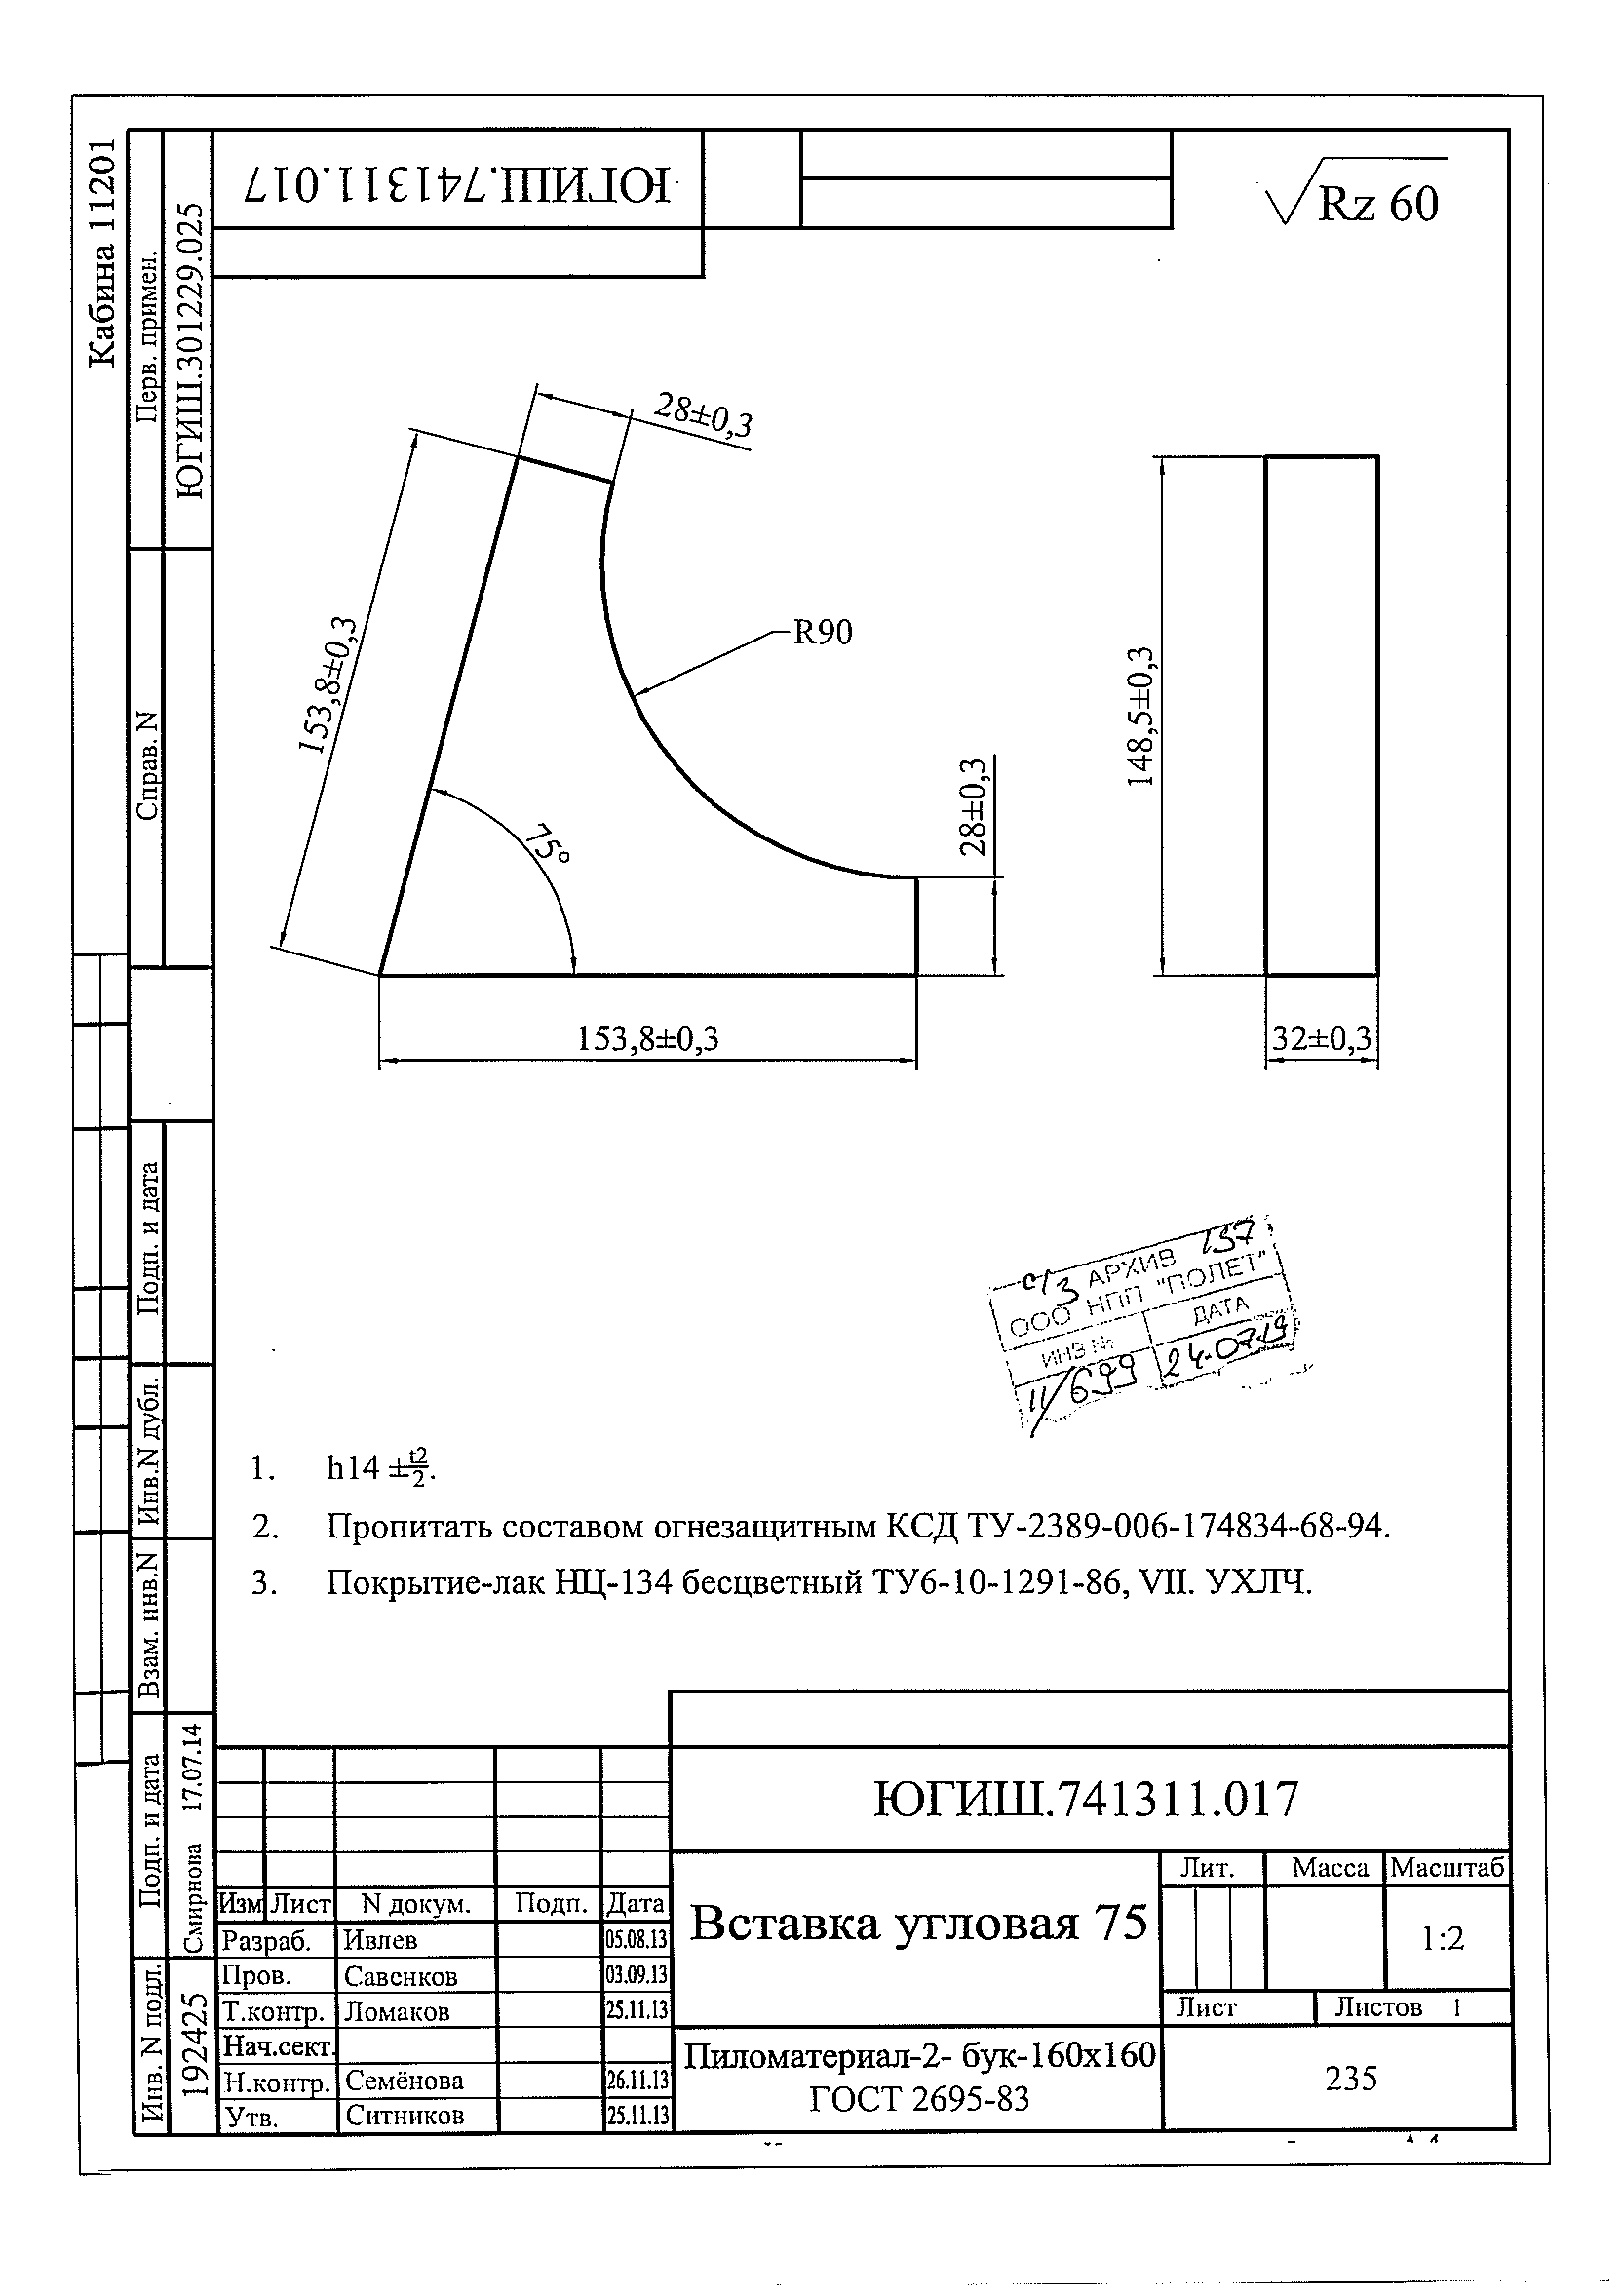 Кабина 11201
Перв. примен.
ЮГИШ.301229.025
ЮГИШ.741311.017
Rz 60
28±0,3
153,8±0,3
R90
75°
28±0,3
153,8±0,3
148,5±0,3
32±0,3
Справ. N
с/з АРХИВ 137
ООО НПП "ПОЛЕТ"
ИНВ № ДАТА
11/699 24.07.19
1. h14 ±t2/2.
2. Пропитать составом огнезащитным КСД ТУ-2389-006-174834-68-94.
3. Покрытие-лак НЦ-134 бесцветный ТУ6-10-1291-86, VII. УХЛЧ.
Подп. и дата
Инв.N дубл.
Взам. инв.N
Подп. и дата
Смирнова 17.07.14
Инв. N подл.
192425
ЮГИШ.741311.017
Изм Лист N докум. Подп. Дата
Разраб. Ивлев 05.08.13
Пров. Савенков 03.09.13
Т.контр. Ломаков 25.11.13
Нач.сект.
Н.контр. Семёнова 26.11.13
Утв. Ситников 25.11.13
Вставка угловая 75
Лит. Масса Масштаб
1:2
Лист Листов 1
Пиломатериал-2- бук-160х160
ГОСТ 2695-83
235